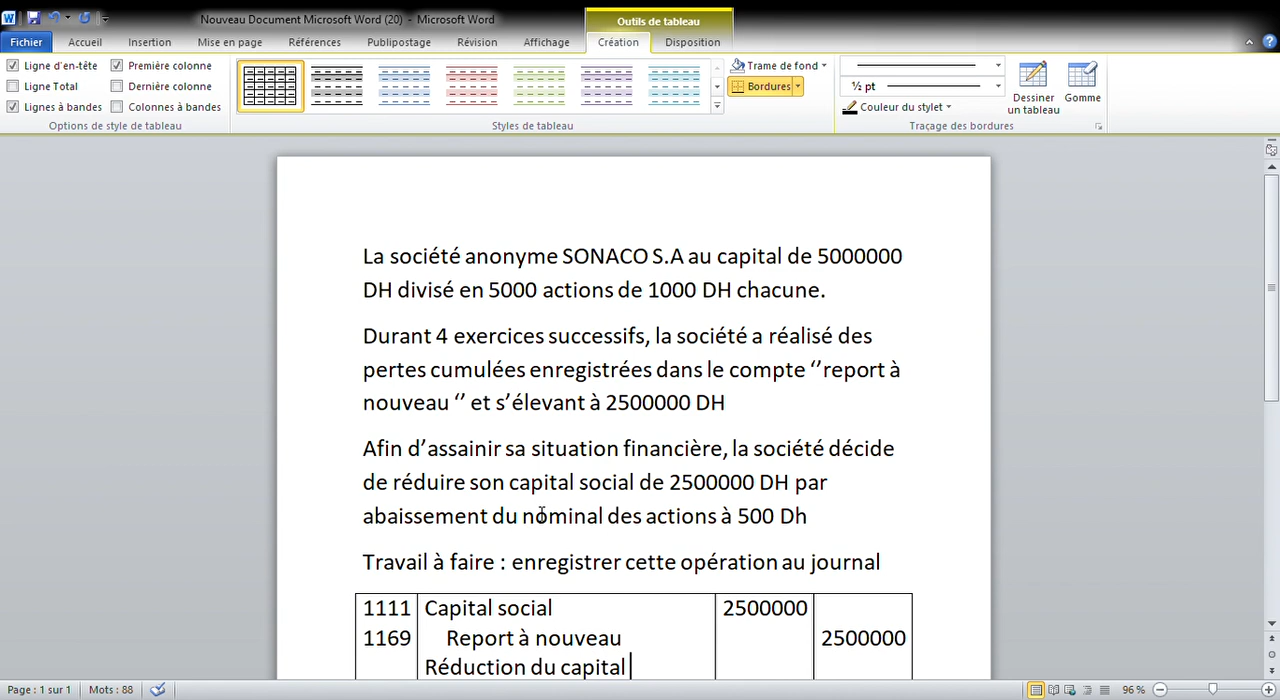 Nouveau Document Microsoft Word (20) - Microsoft Word
Outils de tableau
Fichier Accueil Insertion Mise en page Références Publipostage Révision Affichage Création Disposition
Ligne d'en-tête Première colonne
Ligne Total Dernière colonne
Lignes à bandes Colonnes à bandes
Options de style de tableau
Styles de tableau
Trame de fond
Bordures
½ pt
Couleur du stylet
Dessiner un tableau
Gomme
Traçage des bordures
La société anonyme SONACO S.A au capital de 5000000
DH divisé en 5000 actions de 1000 DH chacune.
Durant 4 exercices successifs, la société a réalisé des
pertes cumulées enregistrées dans le compte ‘’report à
nouveau ‘’ et s’élevant à 2500000 DH
Afin d’assainir sa situation financière, la société décide
de réduire son capital social de 2500000 DH par
abaissement du nominal des actions à 500 Dh
Travail à faire : enregistrer cette opération au journal
1111 Capital social 2500000
1169 Report à nouveau 2500000
Réduction du capital
Page : 1 sur 1 Mots : 88 96 %